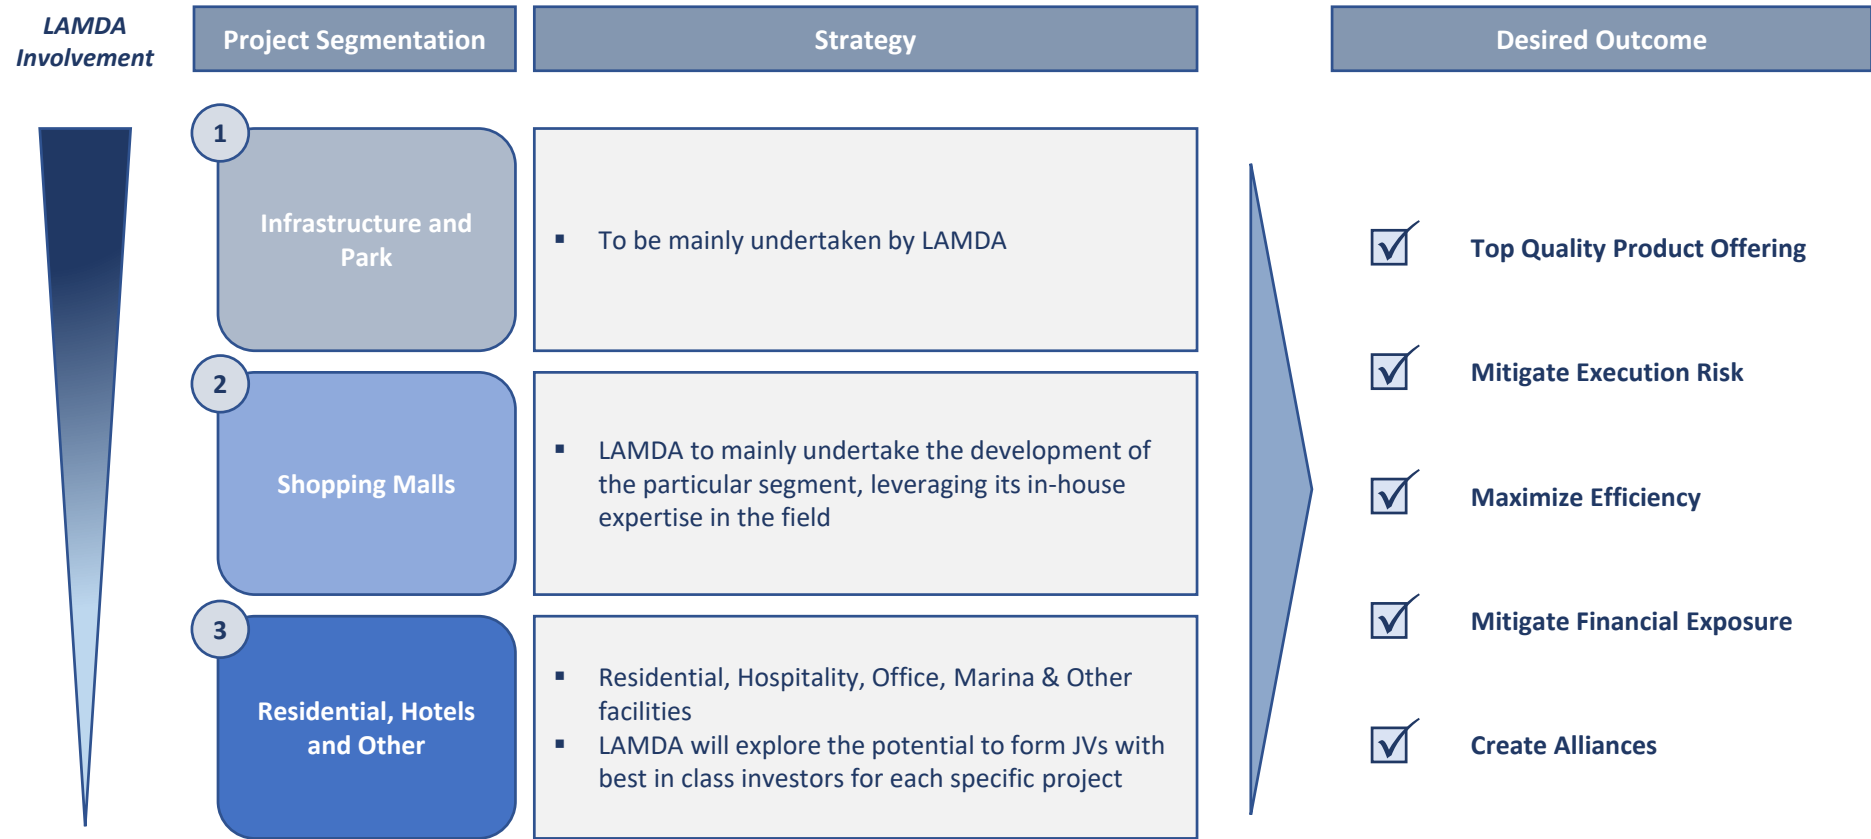 LAMDA
Involvement
Project Segmentation
Strategy
Desired Outcome
1
Infrastructure and
Park
▪ To be mainly undertaken by LAMDA
2
Shopping Malls
▪ LAMDA to mainly undertake the development of
the particular segment, leveraging its in-house
expertise in the field
3
Residential, Hotels
and Other
▪ Residential, Hospitality, Office, Marina & Other
facilities
▪ LAMDA will explore the potential to form JVs with
best in class investors for each specific project
Top Quality Product Offering
Mitigate Execution Risk
Maximize Efficiency
Mitigate Financial Exposure
Create Alliances